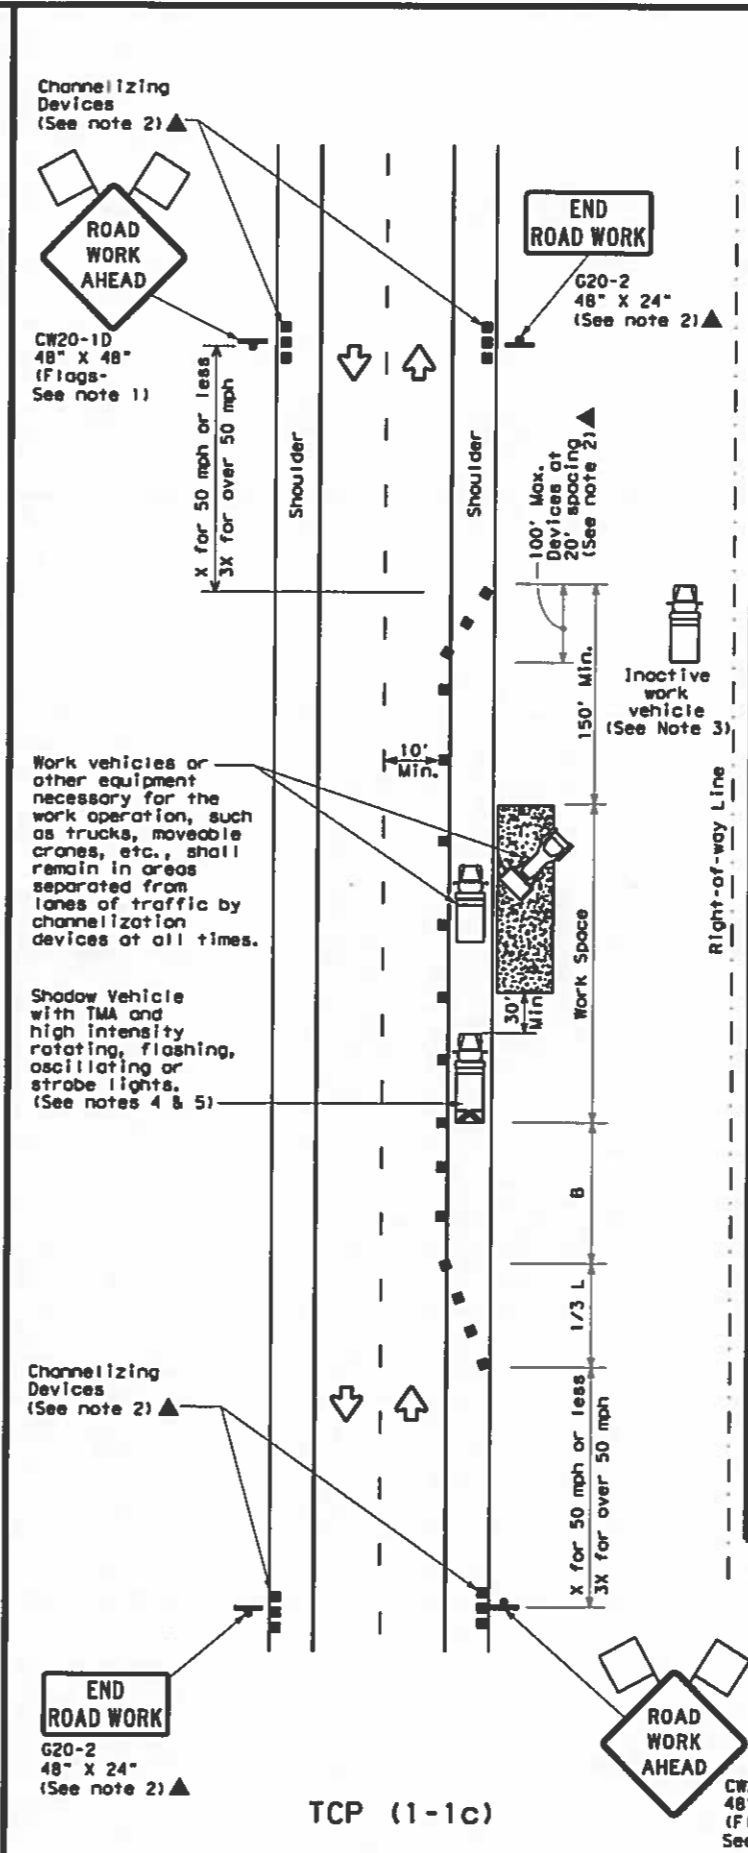 Channelizing
Devices
(See note 2)▲
ROAD
WORK
AHEAD
CW20-1D
48" X 48"
(Flags-
See note 1)
END
ROAD WORK
G20-2
48" X 24"
(See note 2)▲
X for 50 mph or less
3X for over 50 mph
Shoulder
Shoulder
100' Max.
Devices at
20' spacing
(See note 2)▲
150' Min.
Inactive
work
vehicle
(See Note 3)
10'
Min.
Work vehicles or
other equipment
necessary for the
work operation, such
as trucks, moveable
cranes, etc., shall
remain in areas
separated from
lanes of traffic by
channelization
devices at all times.
Right-of-way Line
Work Space
30'
Min
Shadow Vehicle
with TMA and
high intensity
rotating, flashing,
oscillating or
strobe lights.
(See notes 4 & 5)
B
1/3 L
Channelizing
Devices
(See note 2)▲
X for 50 mph or less
3X for over 50 mph
END
ROAD WORK
G20-2
48" X 24"
(See note 2)▲
ROAD
WORK
AHEAD
CW
48"
(F
See
TCP (1-1c)